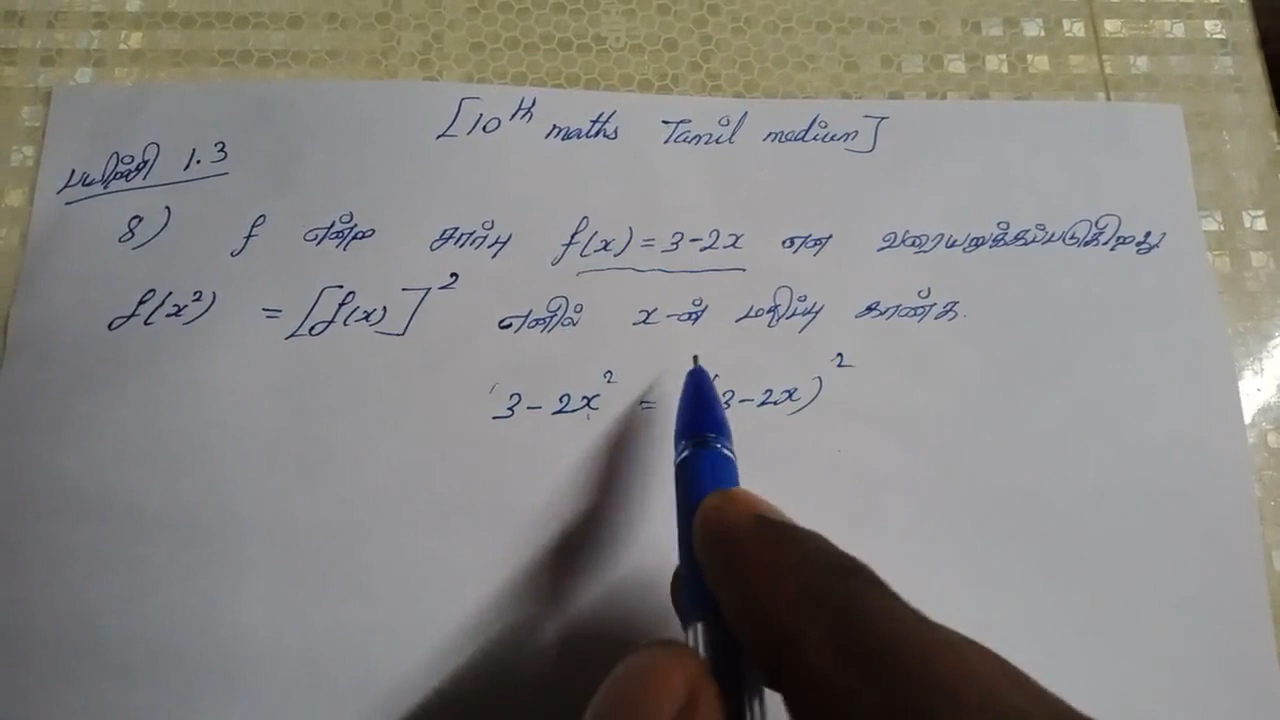 [10th maths Tamil medium]
பயிற்சி 1.3
8) f என்ற சார்பு f(x) = 3-2x என வரையறுக்கப்படுகிறது
f(x²) = [f(x)]² எனில் x-ன் மதிப்பு காண்க.
3-2x² = (3-2x)²